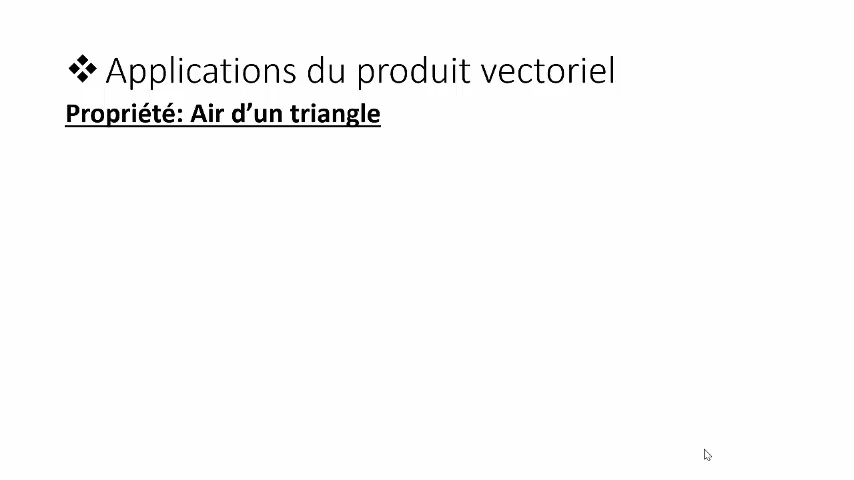 ❖ Applications du produit vectoriel
Propriété: Air d’un triangle